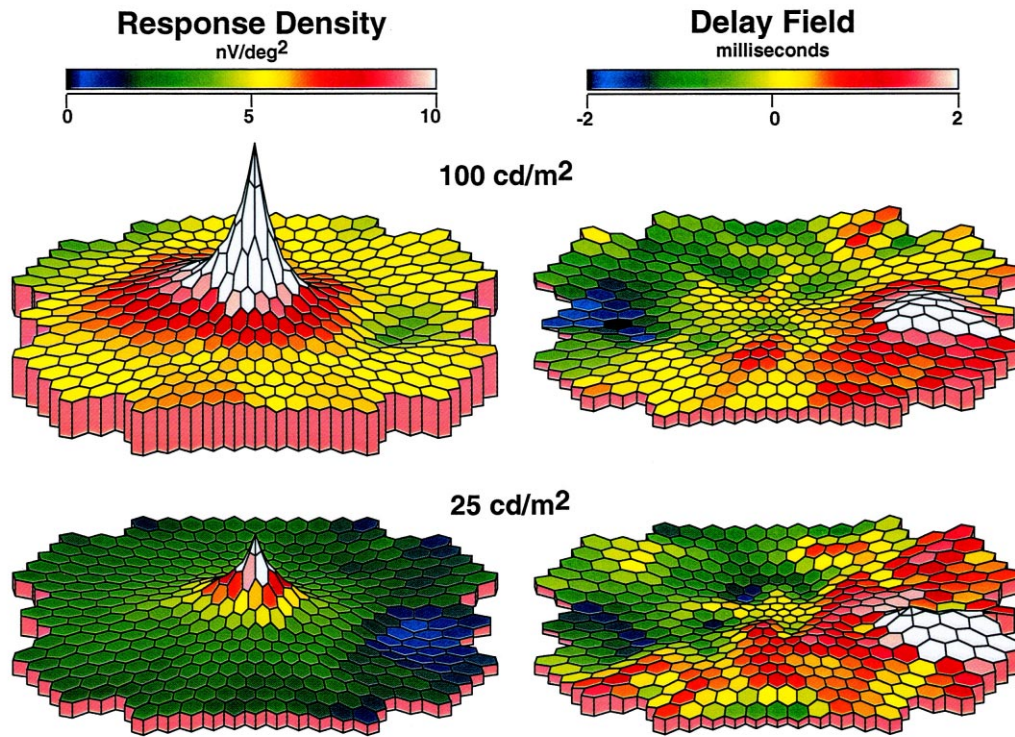 Response Density
nV/deg²
0 5 10
Delay Field
milliseconds
-2 0 2
100 cd/m²
25 cd/m²